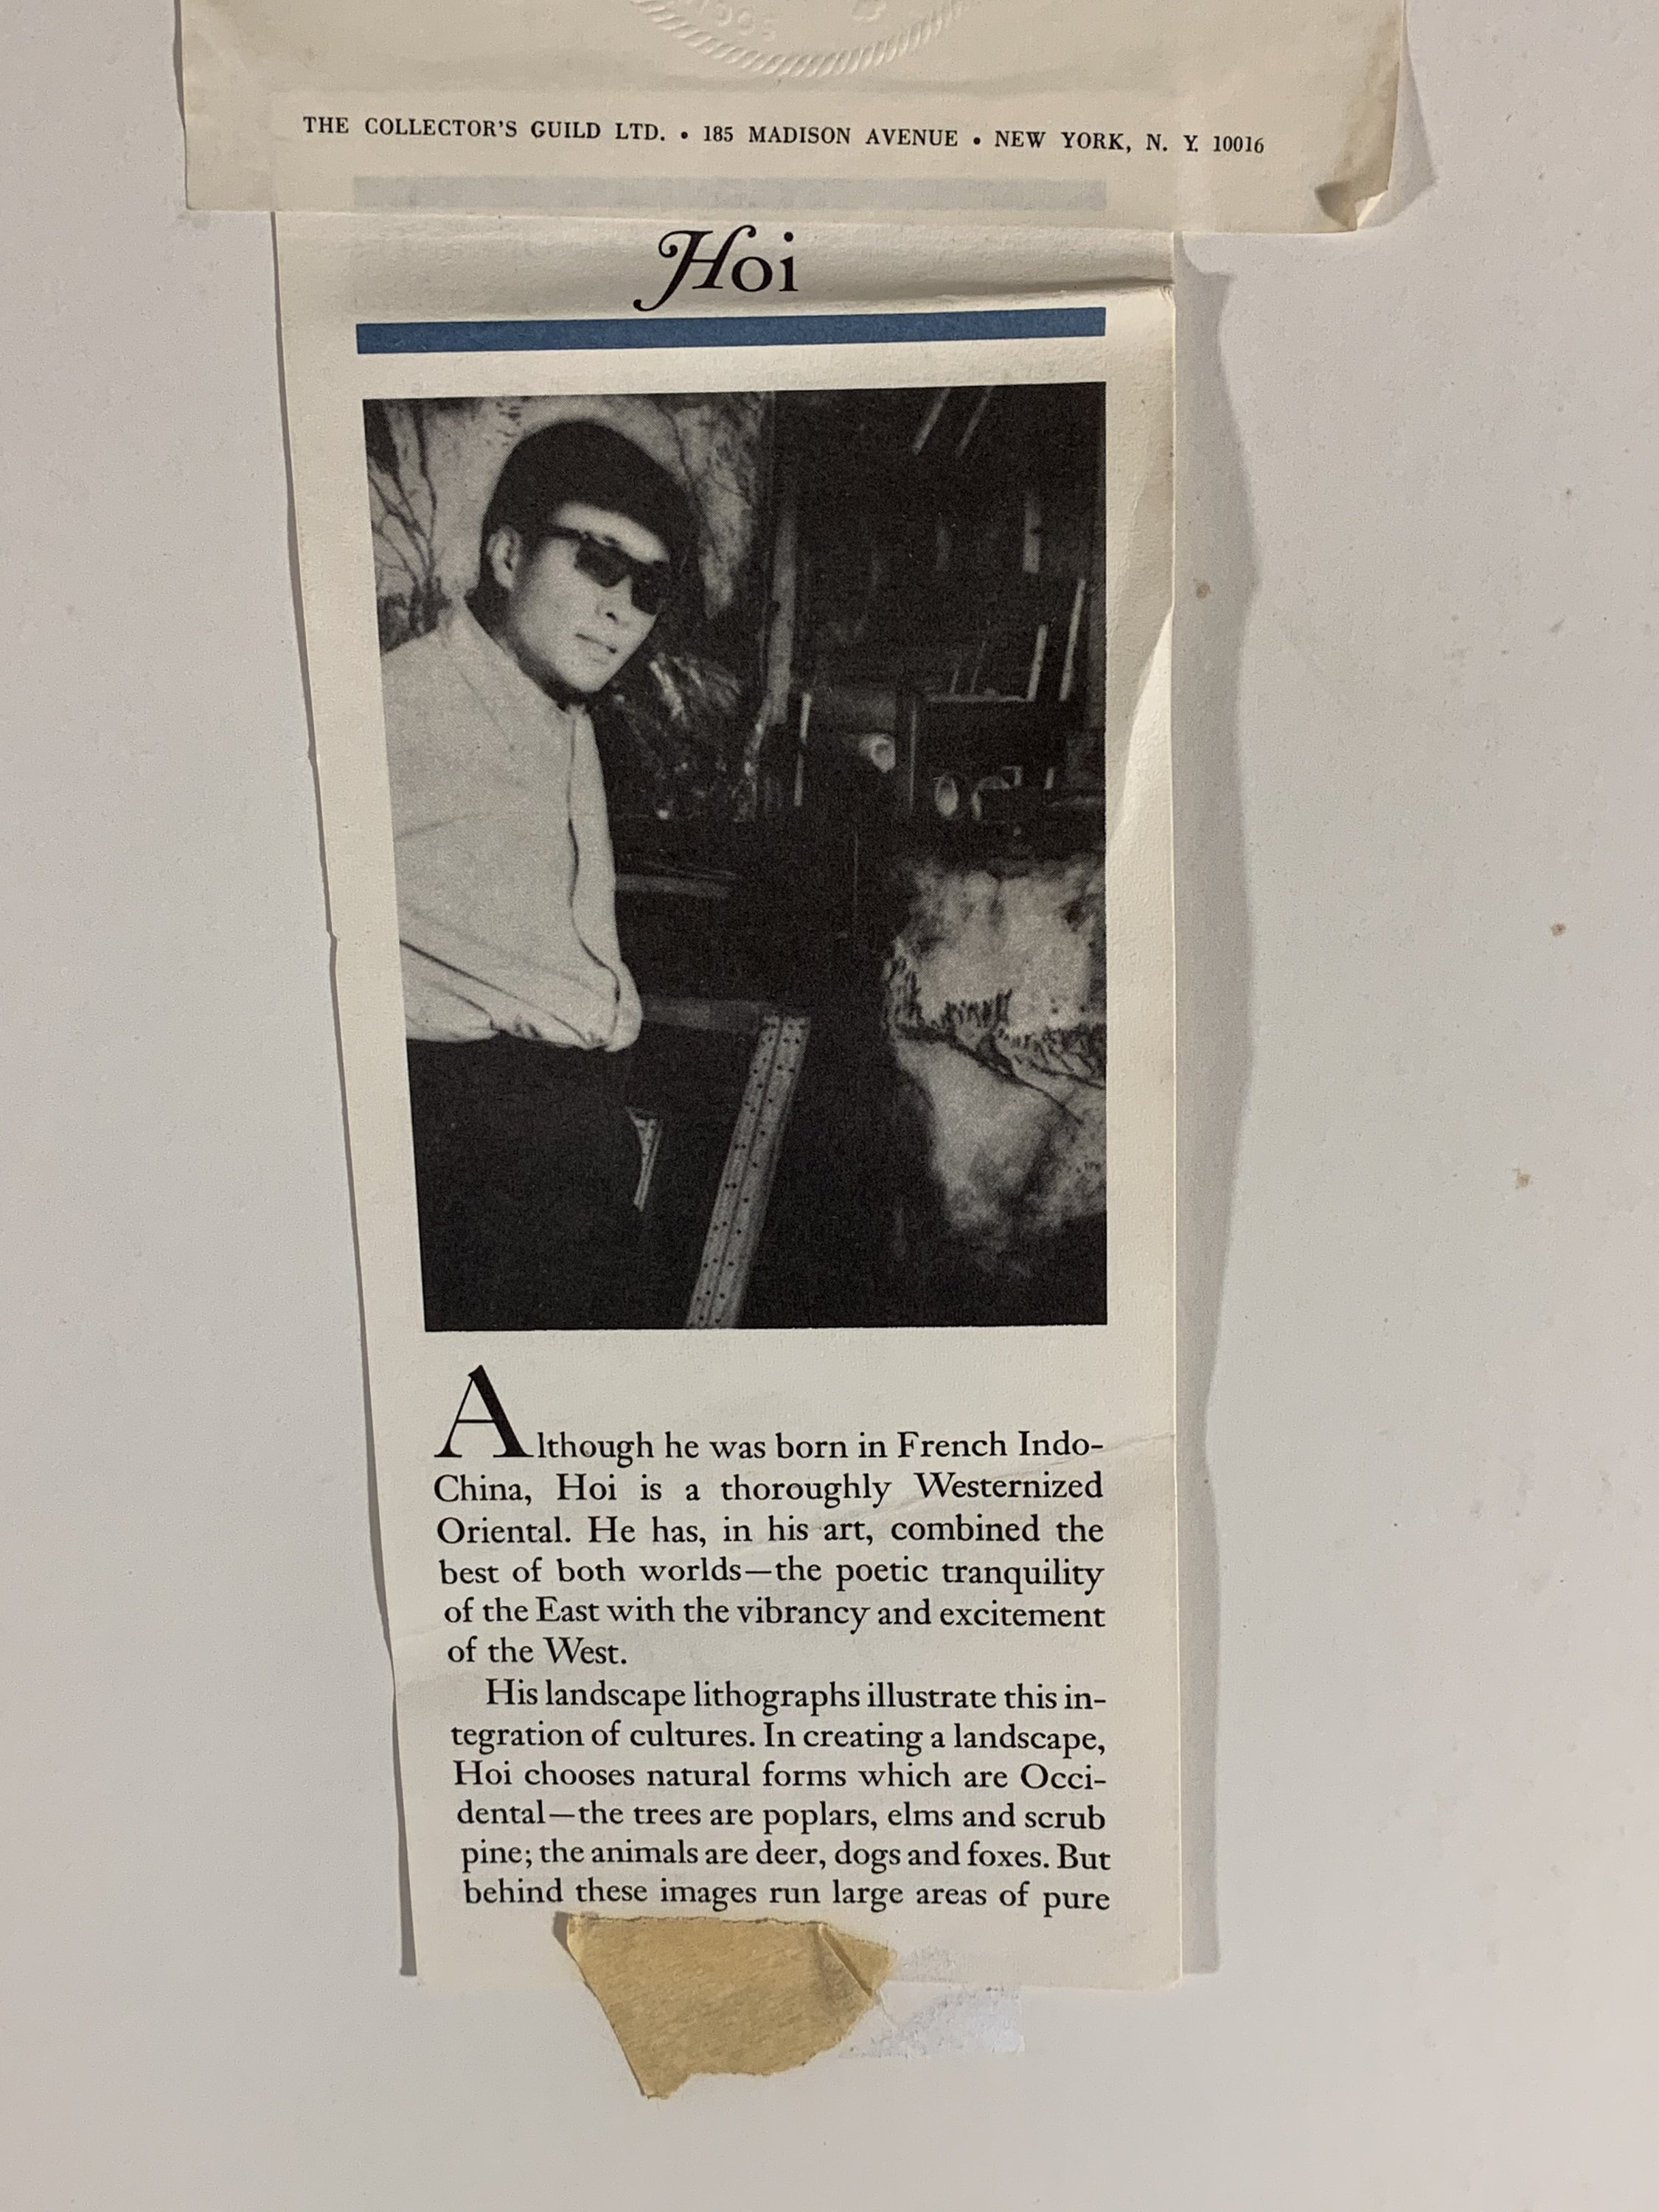 THE COLLECTOR'S GUILD LTD. • 185 MADISON AVENUE • NEW YORK, N. Y. 10016
Hoi
Although he was born in French Indo-
China, Hoi is a thoroughly Westernized
Oriental. He has, in his art, combined the
best of both worlds—the poetic tranquility
of the East with the vibrancy and excitement
of the West.
His landscape lithographs illustrate this in-
tegration of cultures. In creating a landscape,
Hoi chooses natural forms which are Occi-
dental—the trees are poplars, elms and scrub
pine; the animals are deer, dogs and foxes. But
behind these images run large areas of pure